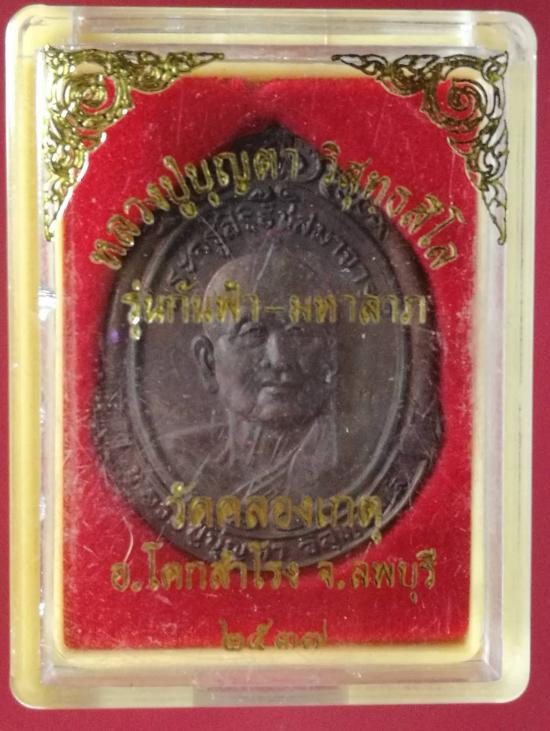 หลวงปู่บุญตา วิสุทธสีโล
รุ่นกันฟ้า-มหาลาภ
วัดคลองเกตุ
อ.โคกสำโรง จ.ลพบุรี
๒๕๓๗